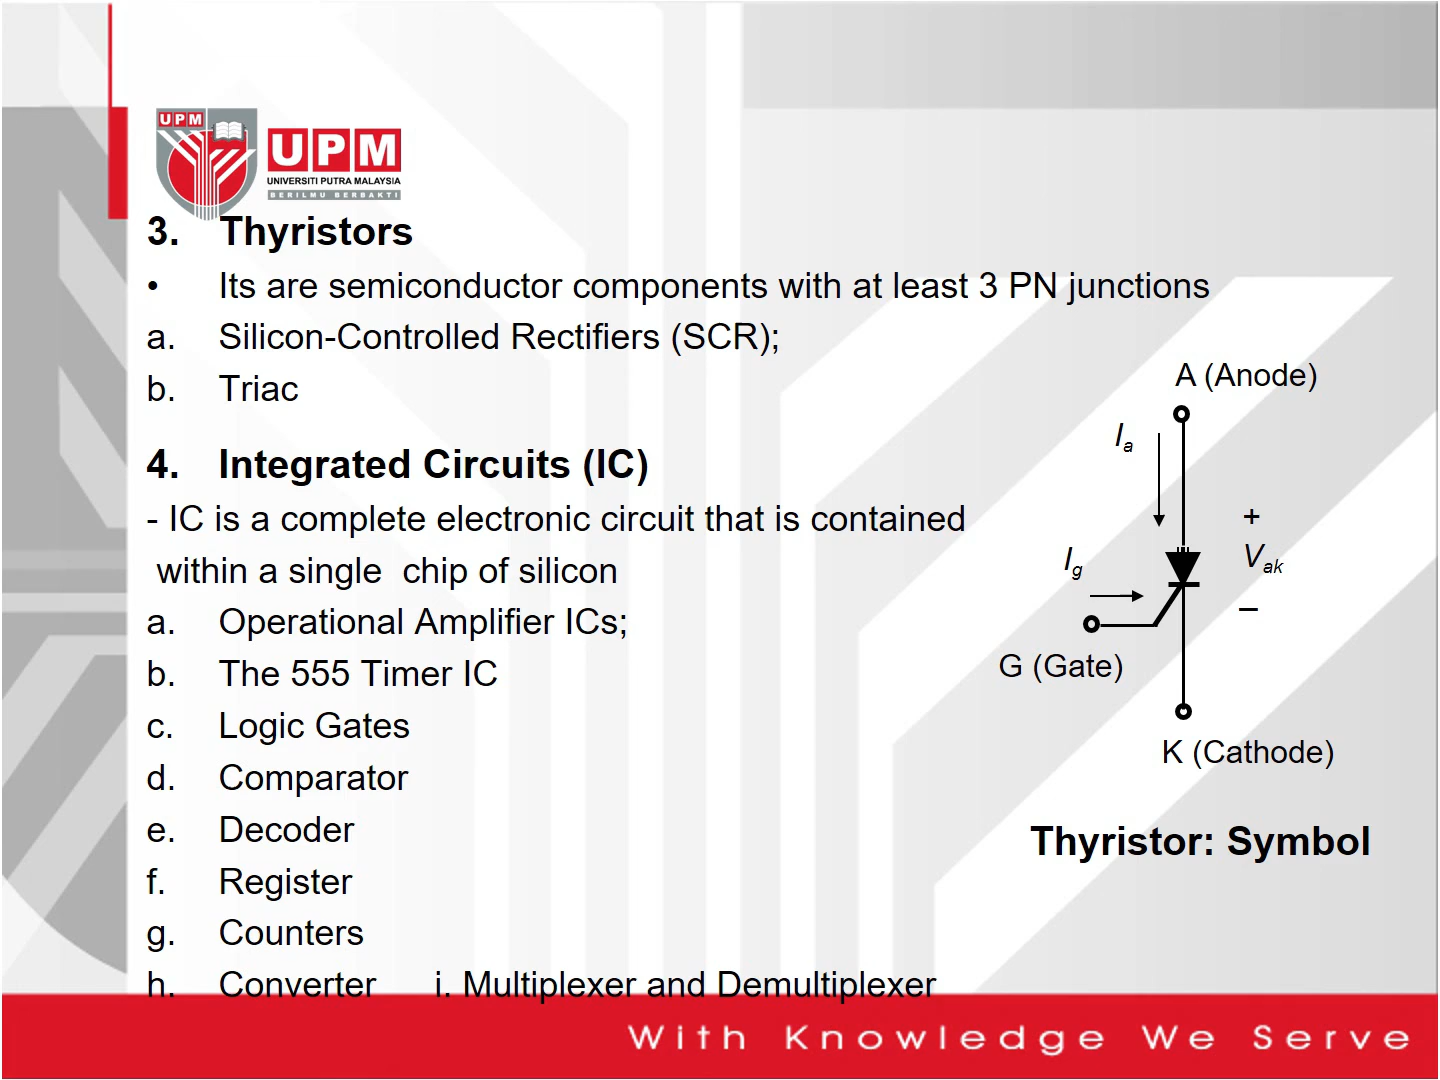 UPM
UPM
UNIVERSITI PUTRA MALAYSIA
BERILMU BERBAKTI
3. Thyristors
• Its are semiconductor components with at least 3 PN junctions
a. Silicon-Controlled Rectifiers (SCR);
b. Triac
4. Integrated Circuits (IC)
- IC is a complete electronic circuit that is contained
within a single chip of silicon
a. Operational Amplifier ICs;
b. The 555 Timer IC
c. Logic Gates
d. Comparator
e. Decoder
f. Register
g. Counters
h. Converter i. Multiplexer and Demultiplexer
A (Anode)
Ia
+
Vak
Ig
–
G (Gate)
K (Cathode)
Thyristor: Symbol
With Knowledge We Serve